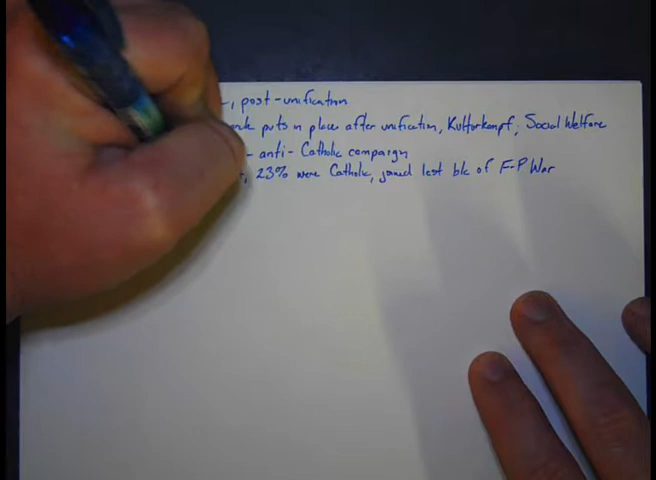 , post-unification
puts in place after unification, Kulturkampf, Social Welfare
- anti-Catholic campaign
, 23% were Catholic, joined last b/c of F-P War